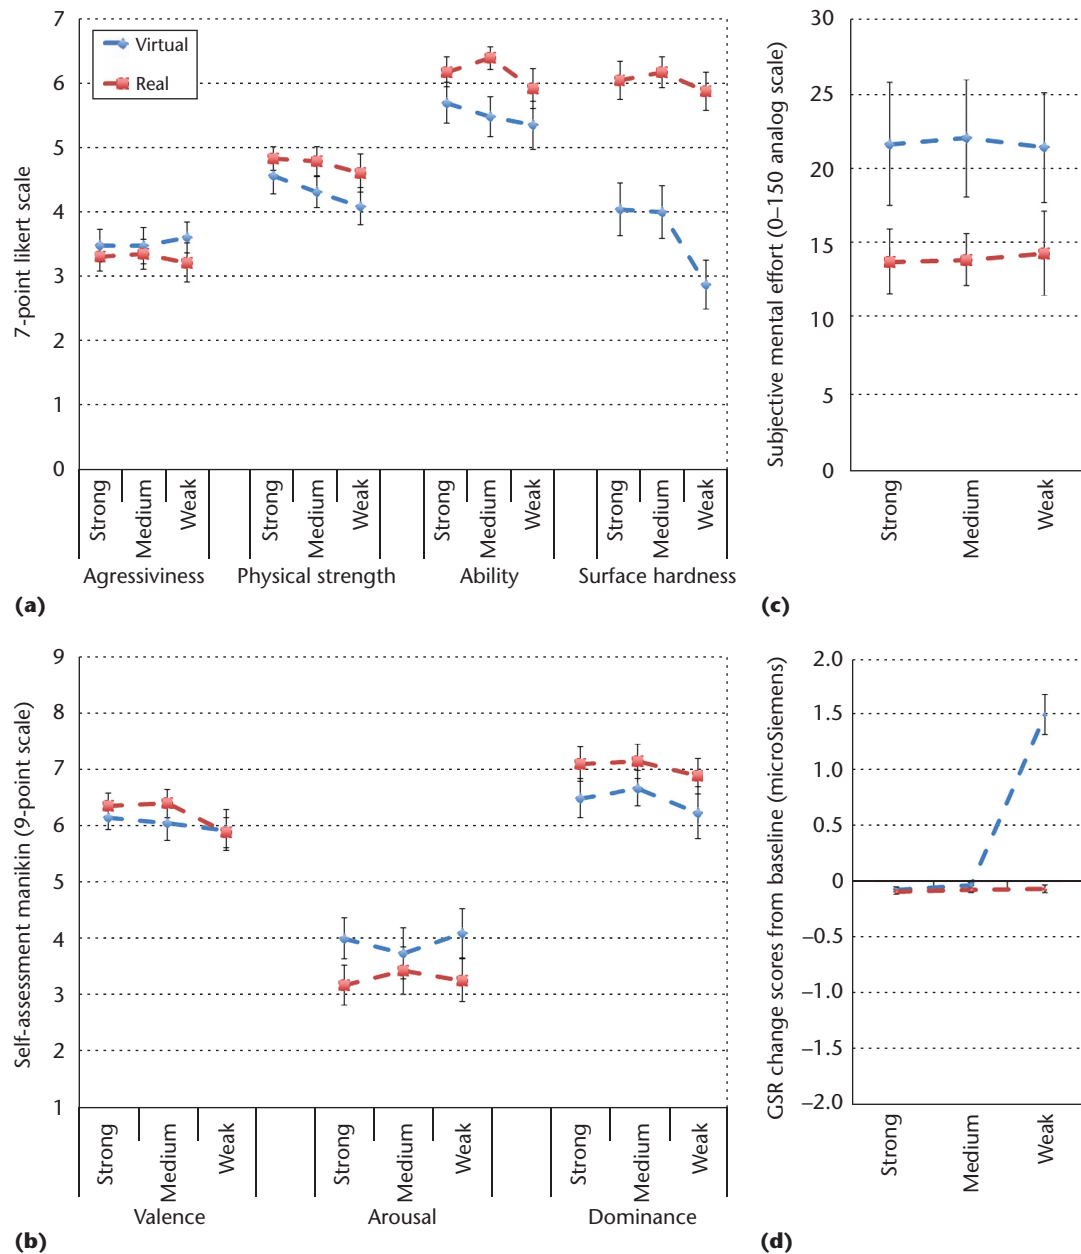 7-point likert scale
7
6
5
4
3
2
1
0
Virtual
Real
Strong
Medium
Weak
Strong
Medium
Weak
Strong
Medium
Weak
Strong
Medium
Weak
Agressiviness
Physical strength
Ability
Surface hardness
(a)
Subjective mental effort (0–150 analog scale)
30
25
20
15
10
5
0
Strong
Medium
Weak
(c)
Self-assessment manikin (9-point scale)
9
8
7
6
5
4
3
2
1
Strong
Medium
Weak
Strong
Medium
Weak
Strong
Medium
Weak
Valence
Arousal
Dominance
(b)
GSR change scores from baseline (microSiemens)
2.0
1.5
1.0
0.5
0
–0.5
–1.0
–1.5
–2.0
Strong
Medium
Weak
(d)